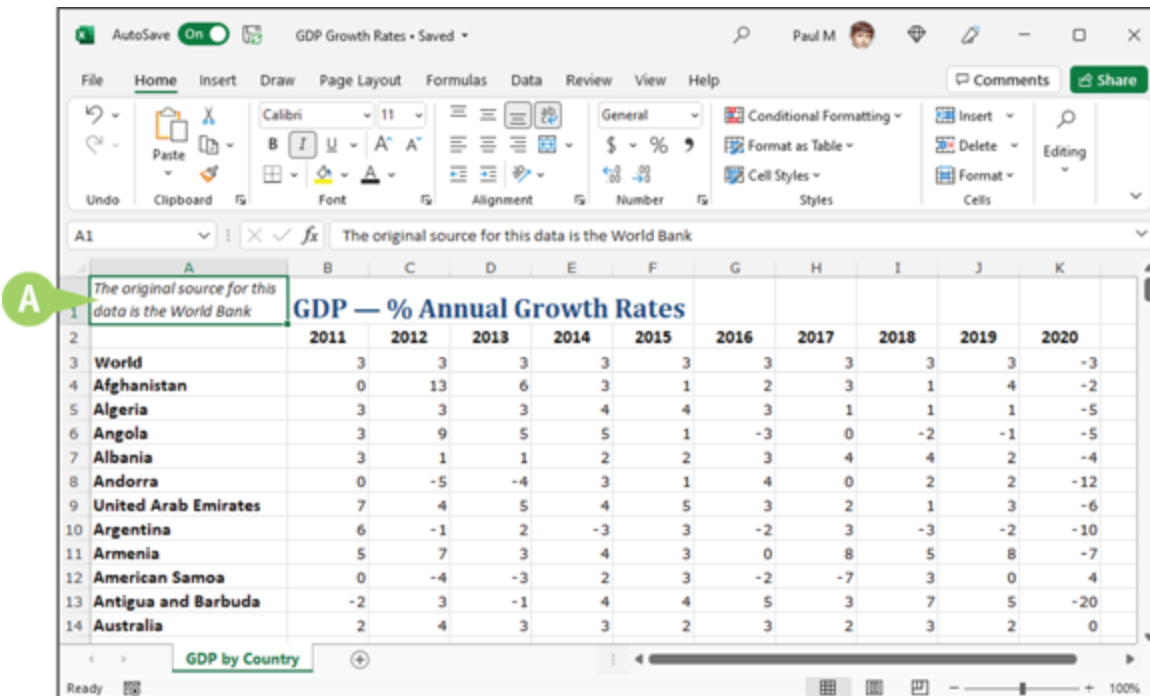 AutoSave On GDP Growth Rates • Saved Paul M
File Home Insert Draw Page Layout Formulas Data Review View Help Comments Share
Calibri 11 General Conditional Formatting Insert
Paste B I U A A $ % 9 Format as Table Delete Editing
A Cell Styles Format
Undo Clipboard Font Alignment Number Styles Cells
A1 fx The original source for this data is the World Bank
A B C D E F G H I J K
A
1 The original source for this
data is the World Bank GDP — % Annual Growth Rates
2 2011 2012 2013 2014 2015 2016 2017 2018 2019 2020
3 World 3 3 3 3 3 3 3 3 3 -3
4 Afghanistan 0 13 6 3 1 2 3 1 4 -2
5 Algeria 3 3 3 4 4 3 1 1 1 -5
6 Angola 3 9 5 5 1 -3 0 -2 -1 -5
7 Albania 3 1 1 2 2 3 4 4 2 -4
8 Andorra 0 -5 -4 3 1 4 0 2 2 -12
9 United Arab Emirates 7 4 5 4 5 3 2 1 3 -6
10 Argentina 6 -1 2 -3 3 -2 3 -3 -2 -10
11 Armenia 5 7 3 4 3 0 8 5 8 -7
12 American Samoa 0 -4 -3 2 3 -2 -7 3 0 4
13 Antigua and Barbuda -2 3 -1 4 4 5 3 7 5 -20
14 Australia 2 4 3 3 2 3 2 3 2 0
GDP by Country
Ready 100%